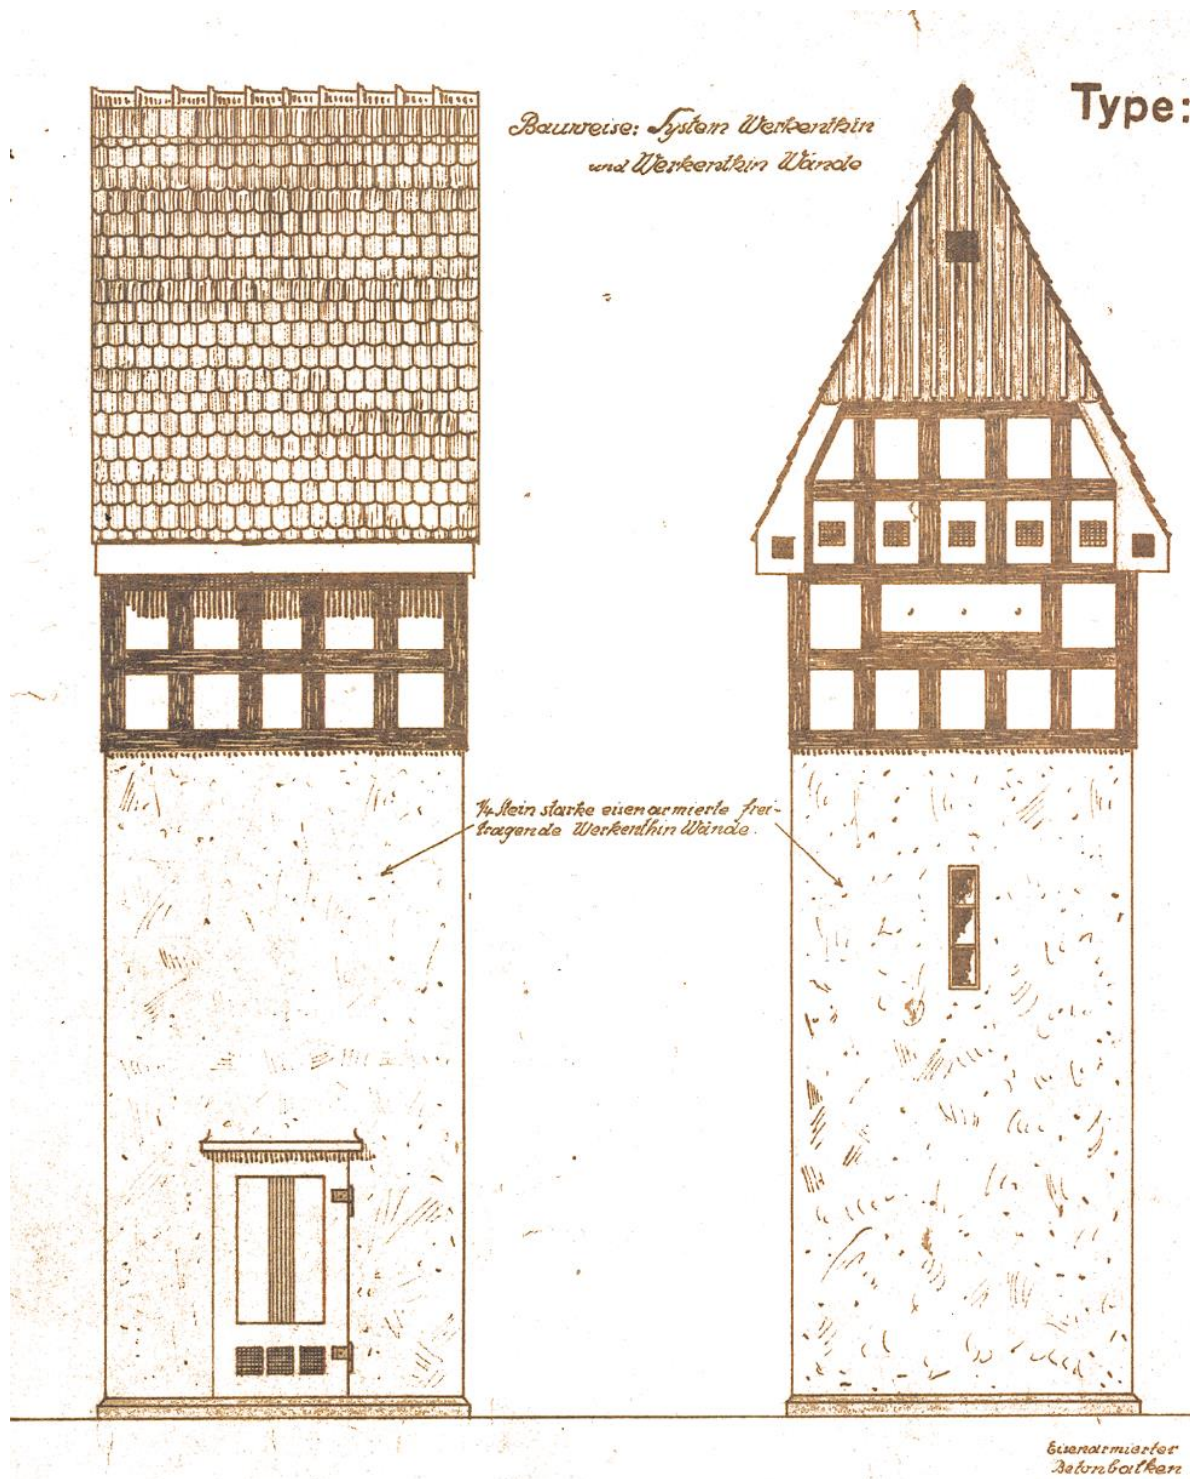 Bauweise: System Werkenthin
und Werkenthin Wände
Type:
¼ Stein starke eisenarmierte frei-
tragende Werkenthin Wände.
Eisenarmierter
Betonbalken